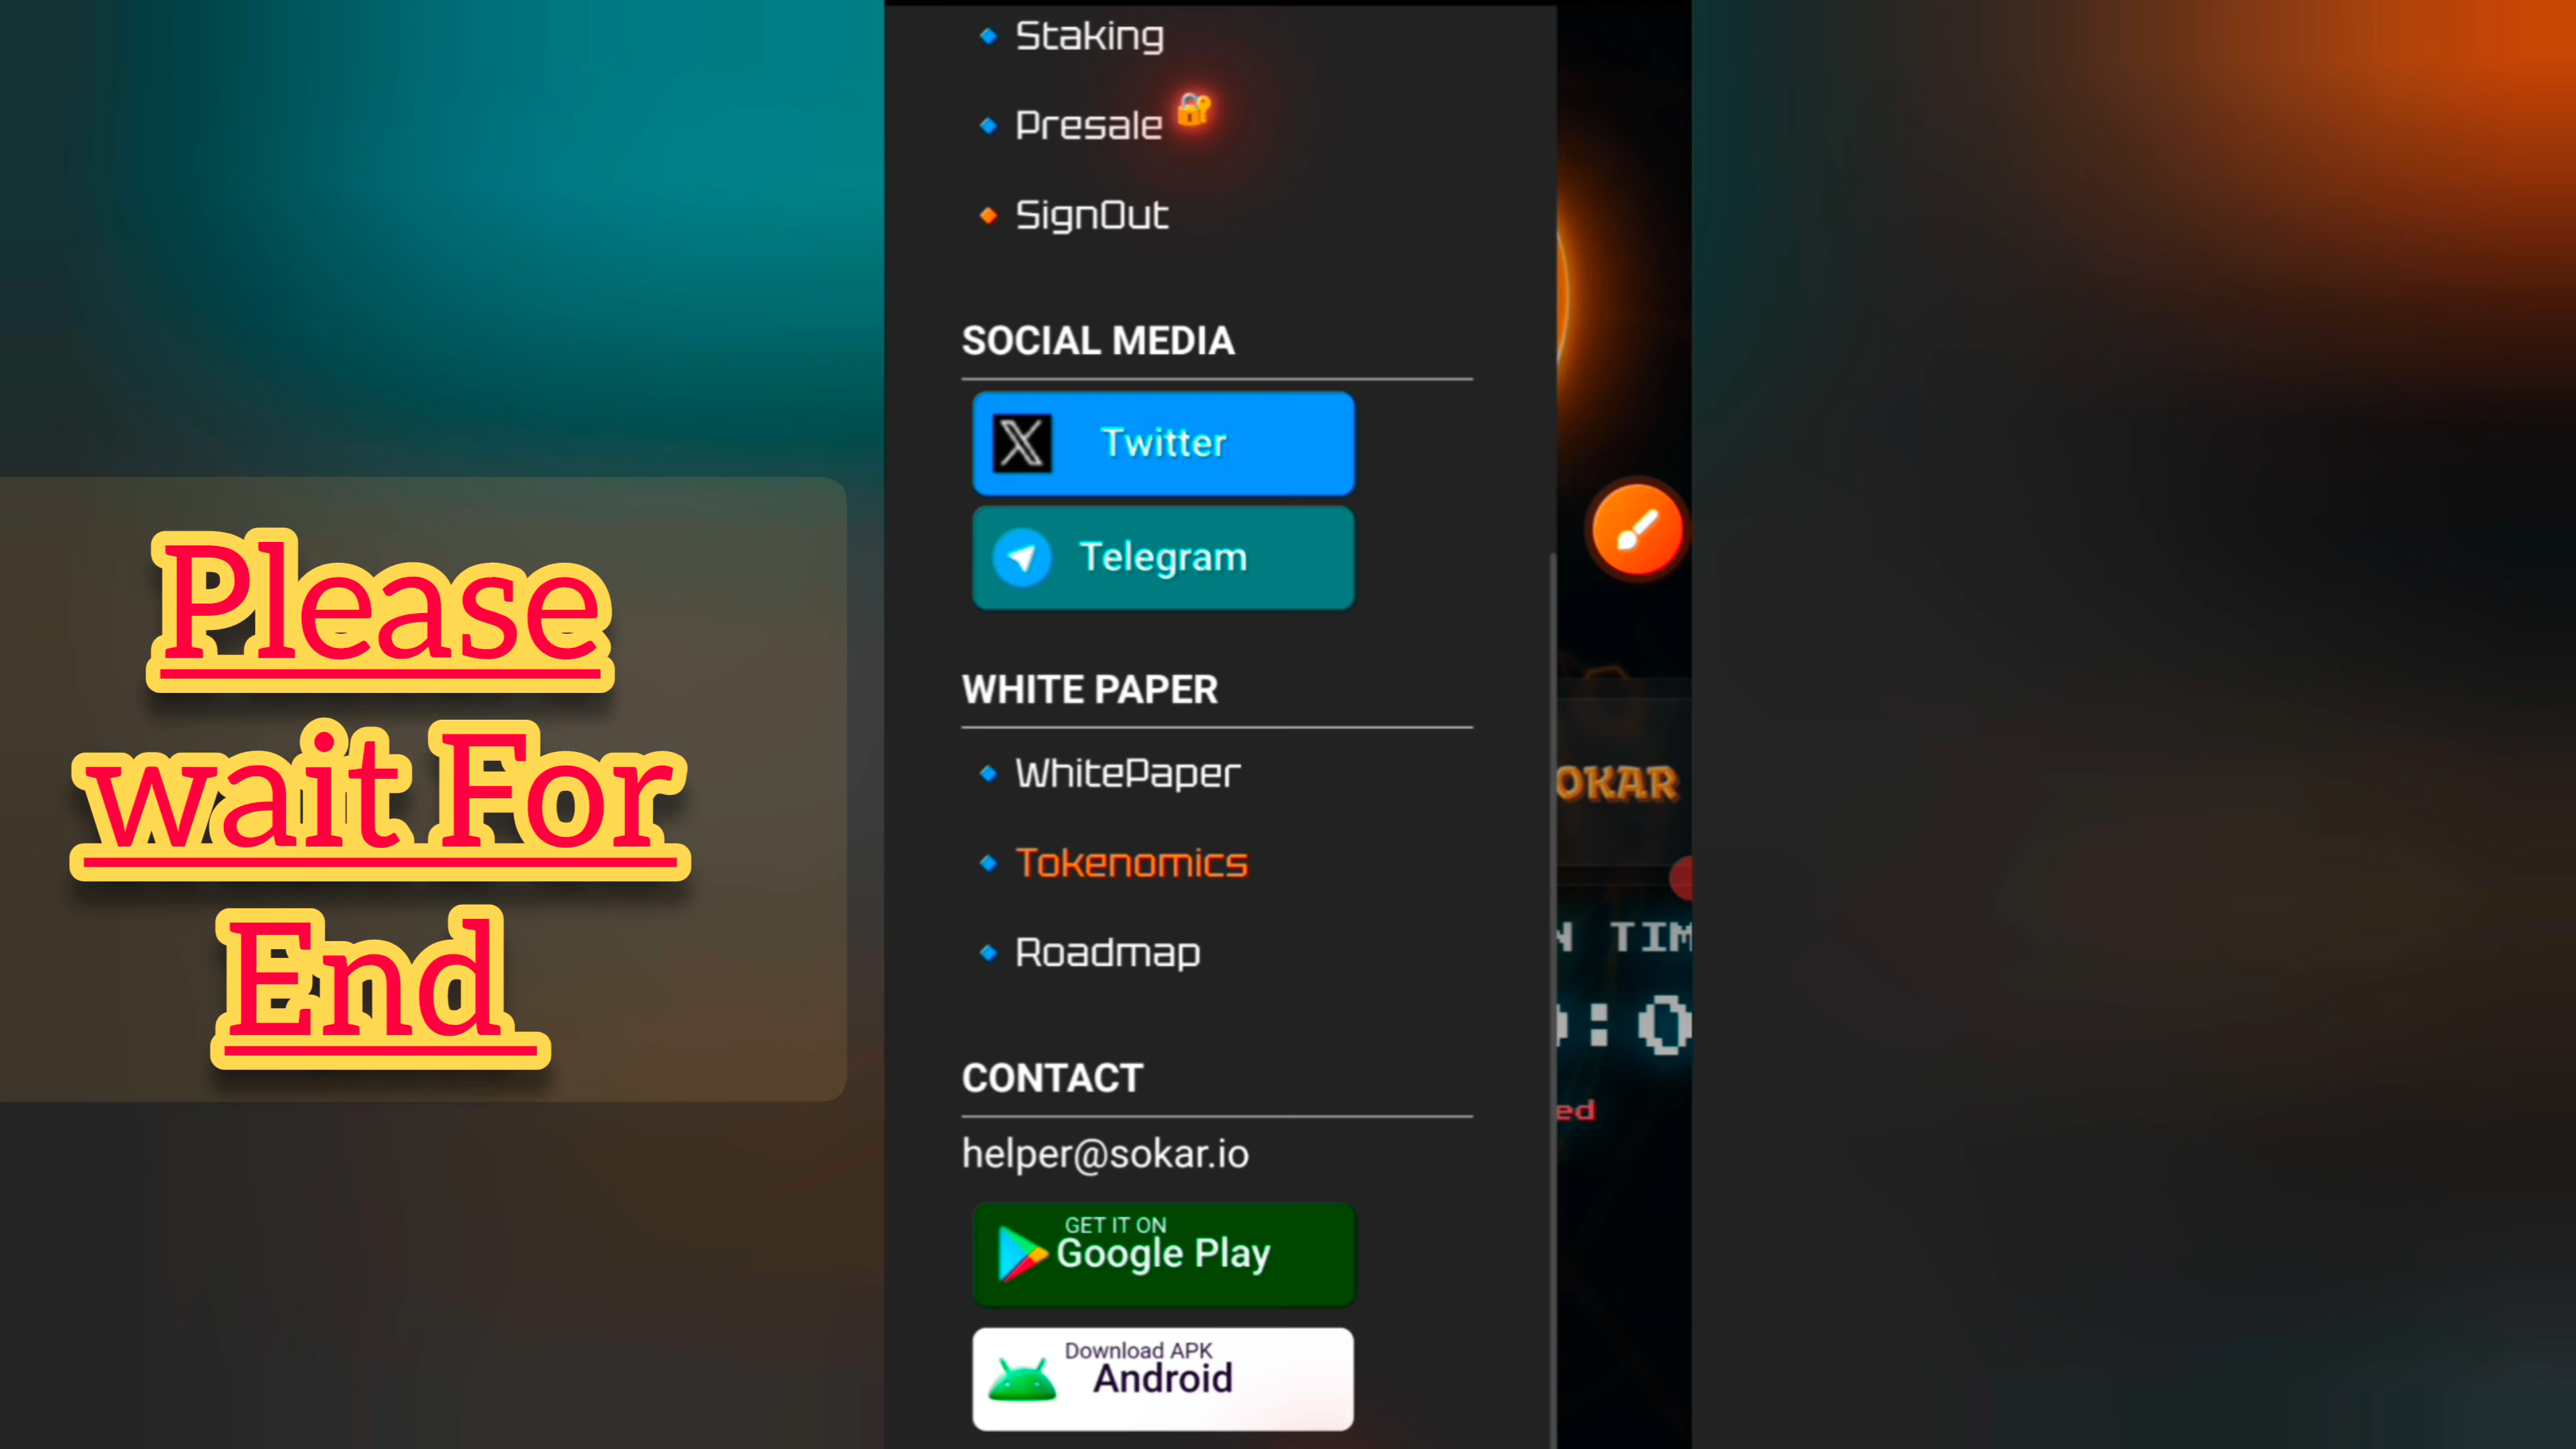 Please
wait For
End
Staking
Presale
SignOut
SOCIAL MEDIA
Twitter
Telegram
WHITE PAPER
WhitePaper
Tokenomics
Roadmap
CONTACT
helper@sokar.io
GET IT ON
Google Play
Download APK
Android
OKAR
N TIM
:0
ed